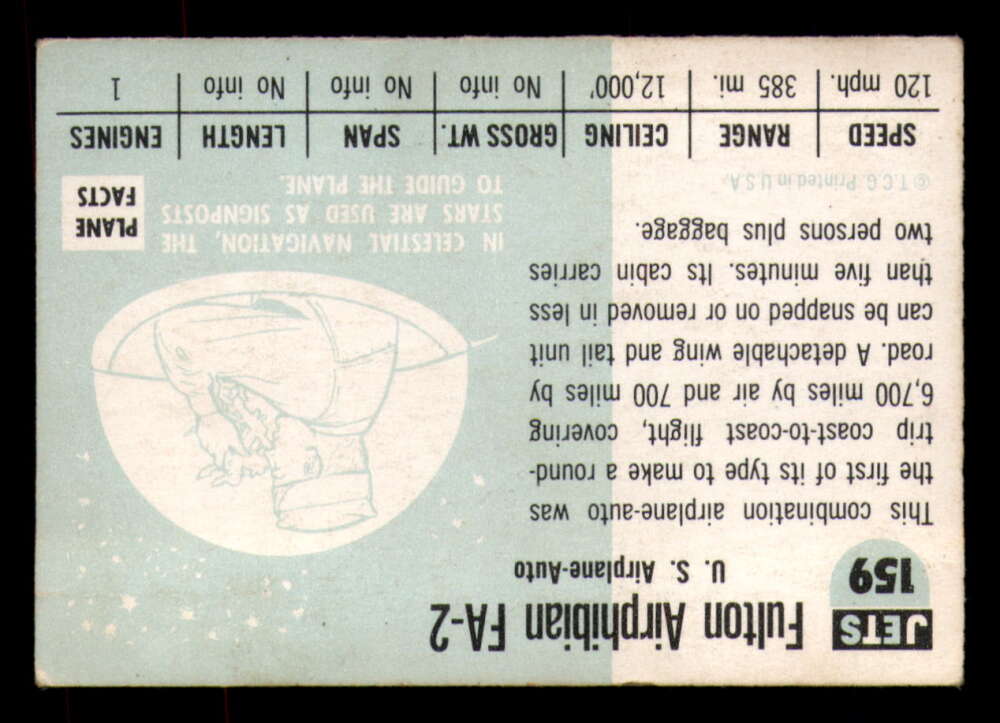 JETS
159
Fulton Airphibian FA-2
U. S. Airplane-Auto
This combination airplane-auto was
the first of its type to make a round-
trip coast-to-coast flight, covering
6,700 miles by air and 700 miles by
road. A detachable wing and tail unit
can be snapped on or removed in less
than five minutes. Its cabin carries
two persons plus baggage.
© T.C.G. Printed in U.S.A.
IN CELESTIAL NAVIGATION, THE
STARS ARE USED AS SIGNPOSTS
TO GUIDE THE PLANE.
PLANE
FACTS
SPEED RANGE CEILING GROSS WT. SPAN LENGTH ENGINES
120 mph. 385 mi. 12,000' No info No info No info 1